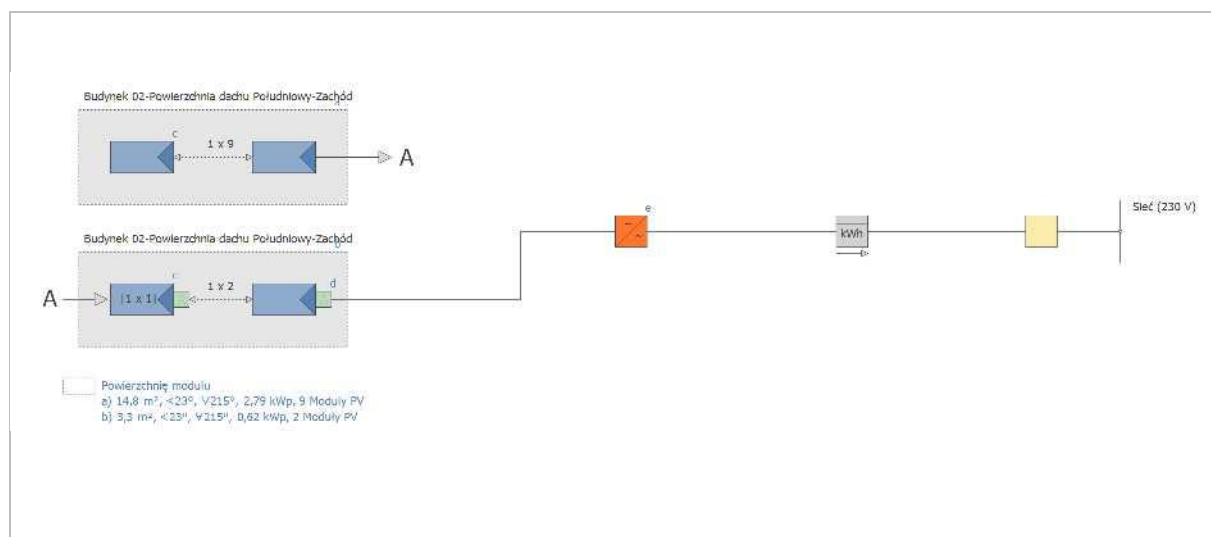 Budynek 02-Powierzchnia dachu Południowy-Zachód
a
c
1 x 9
A
Budynek 02-Powierzchnia dachu Południowy-Zachód
b
A
(1 x 1)
c
1 x 2
d
e
kWh
Sieć (230 V)
Powierzchnię modułu
a) 14,8 m², <23°, ∀215°, 2,79 kWp, 9 Moduły PV
b) 3,3 m², <23°, ∀215°, 0,62 kWp, 2 Moduły PV